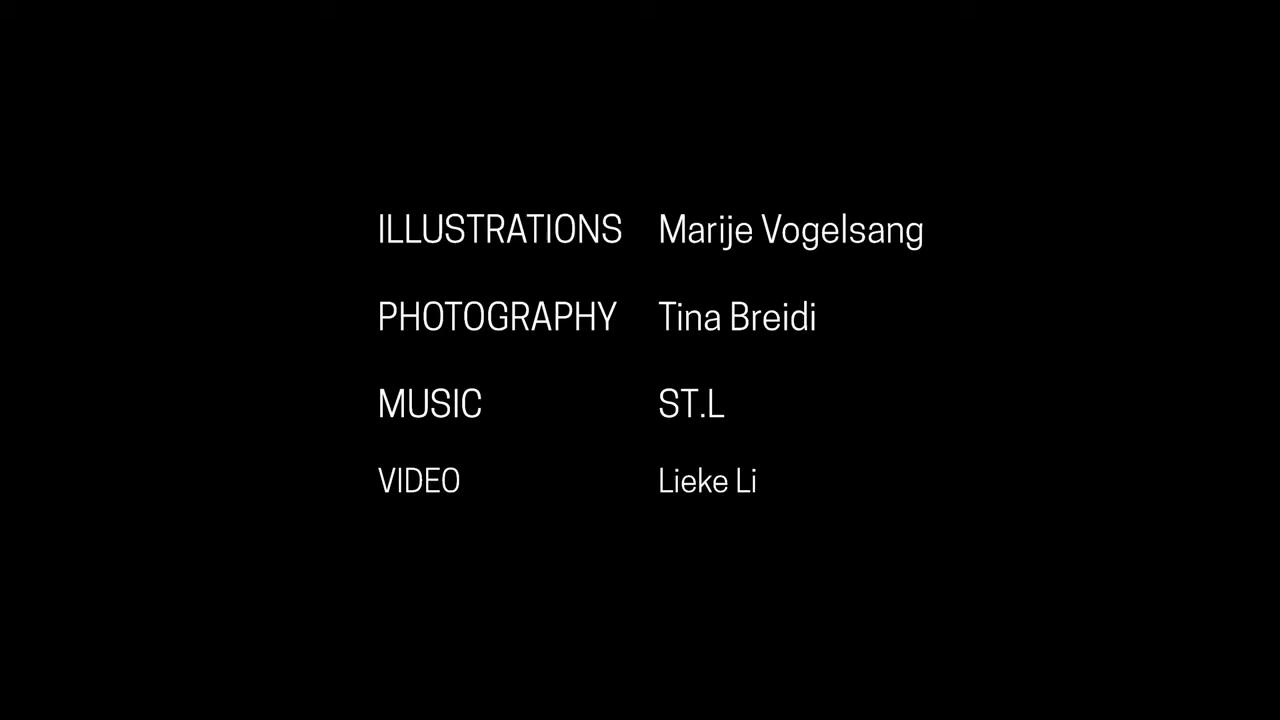 ILLUSTRATIONS Marije Vogelsang
PHOTOGRAPHY Tina Breidi
MUSIC ST.L
VIDEO Lieke Li